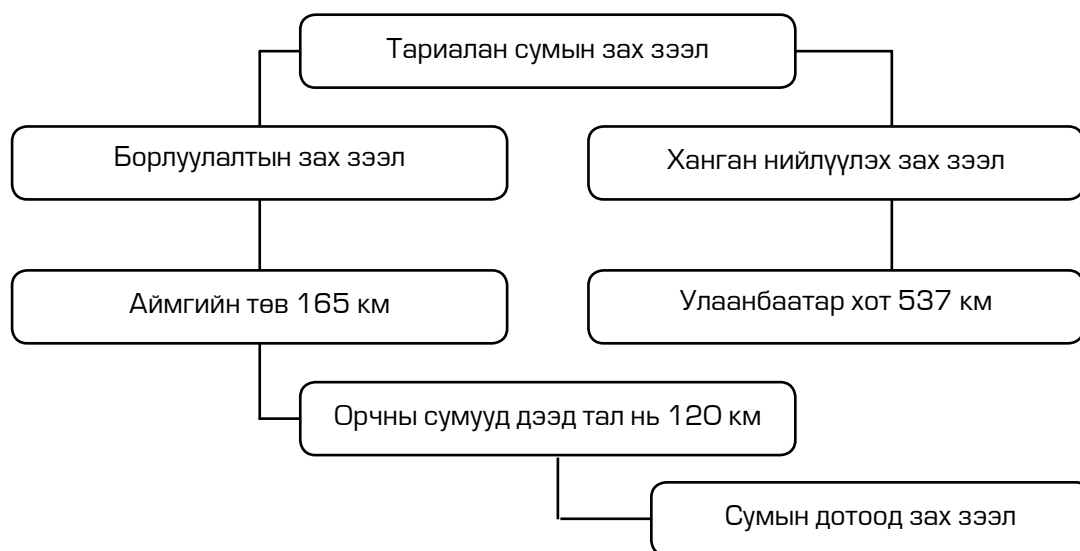 Тариалан сумын зах зээл
Борлуулалтын зах зээл
Ханган нийлүүлэх зах зээл
Аймгийн төв 165 км
Улаанбаатар хот 537 км
Орчны сумууд дээд тал нь 120 км
Сумын дотоод зах зээл